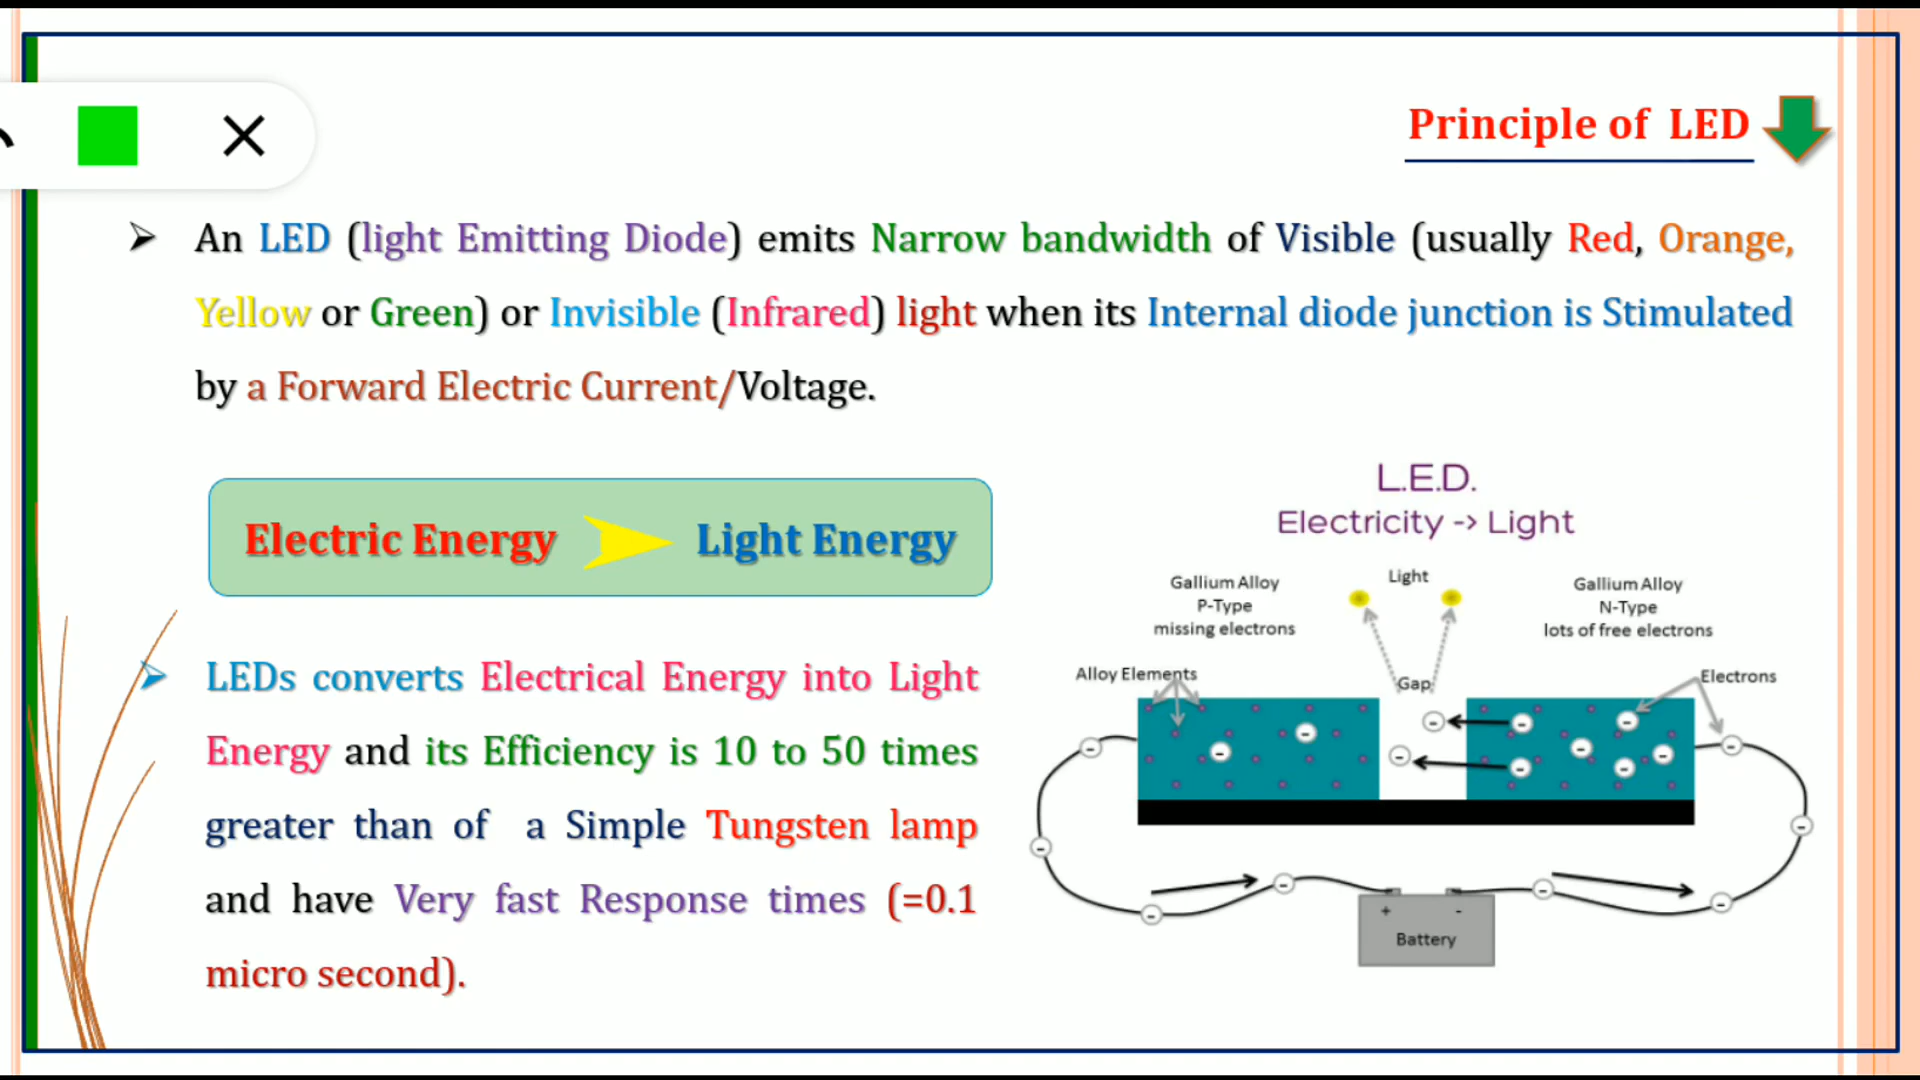 Principle of LED
➢ An LED (light Emitting Diode) emits Narrow bandwidth of Visible (usually Red, Orange,
Yellow or Green) or Invisible (Infrared) light when its Internal diode junction is Stimulated
by a Forward Electric Current/Voltage.
Electric Energy Light Energy
➢ LEDs converts Electrical Energy into Light
Energy and its Efficiency is 10 to 50 times
greater than of a Simple Tungsten lamp
and have Very fast Response times (=0.1
micro second).
L.E.D.
Electricity -> Light
Gallium Alloy
P-Type
missing electrons
Light
Gallium Alloy
N-Type
lots of free electrons
Alloy Elements
Gap
Electrons
+ -
Battery